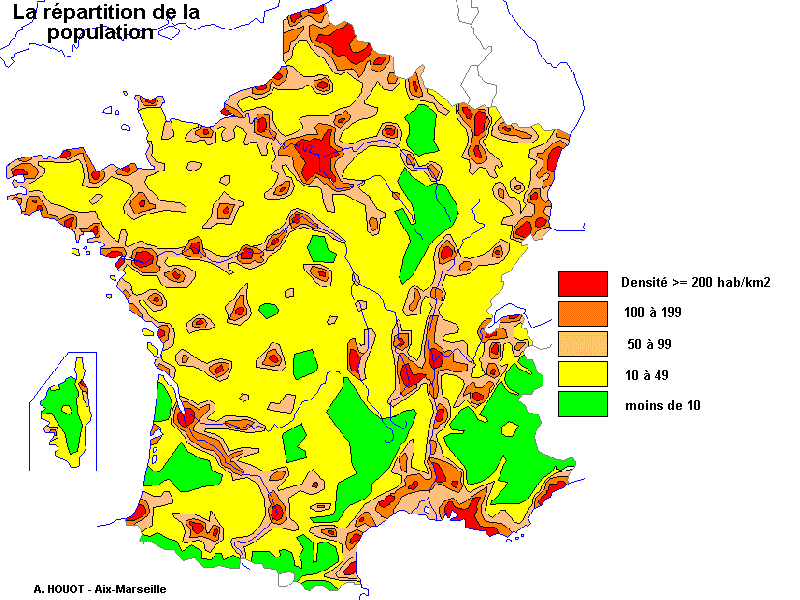 La répartition de la
population
Densité >= 200 hab/km2
100 à 199
50 à 99
10 à 49
moins de 10
A. HOUOT - Aix-Marseille